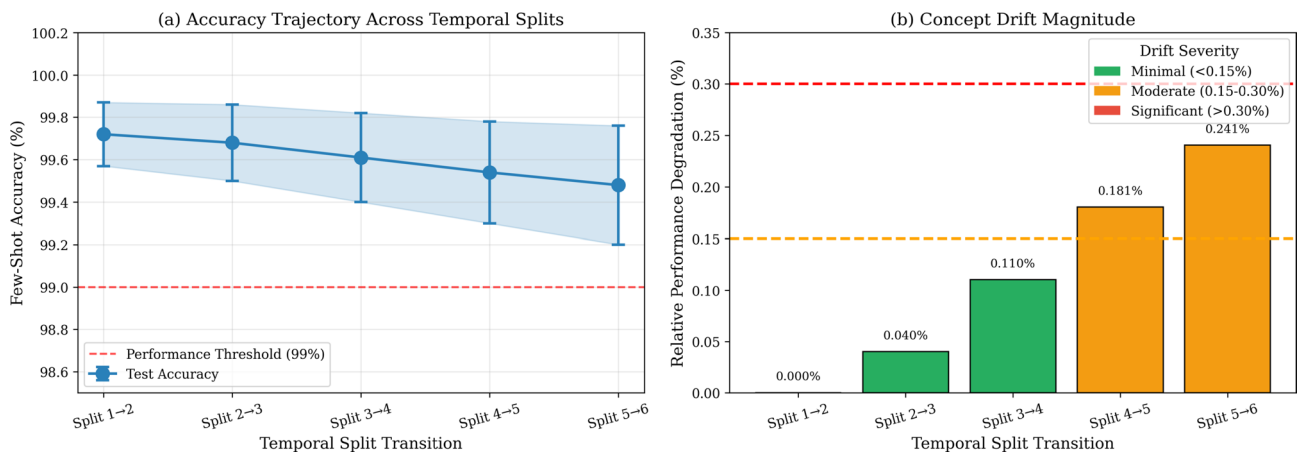 (a) Accuracy Trajectory Across Temporal Splits
Few-Shot Accuracy (%)
100.2
100.0
99.8
99.6
99.4
99.2
99.0
98.8
98.6
Performance Threshold (99%)
Test Accuracy
Split 1→2
Split 2→3
Split 3→4
Split 4→5
Split 5→6
Temporal Split Transition
(b) Concept Drift Magnitude
Relative Performance Degradation (%)
0.35
0.30
0.25
0.20
0.15
0.10
0.05
0.00
Drift Severity
Minimal (<0.15%)
Moderate (0.15-0.30%)
Significant (>0.30%)
0.000%
0.040%
0.110%
0.181%
0.241%
Split 1→2
Split 2→3
Split 3→4
Split 4→5
Split 5→6
Temporal Split Transition